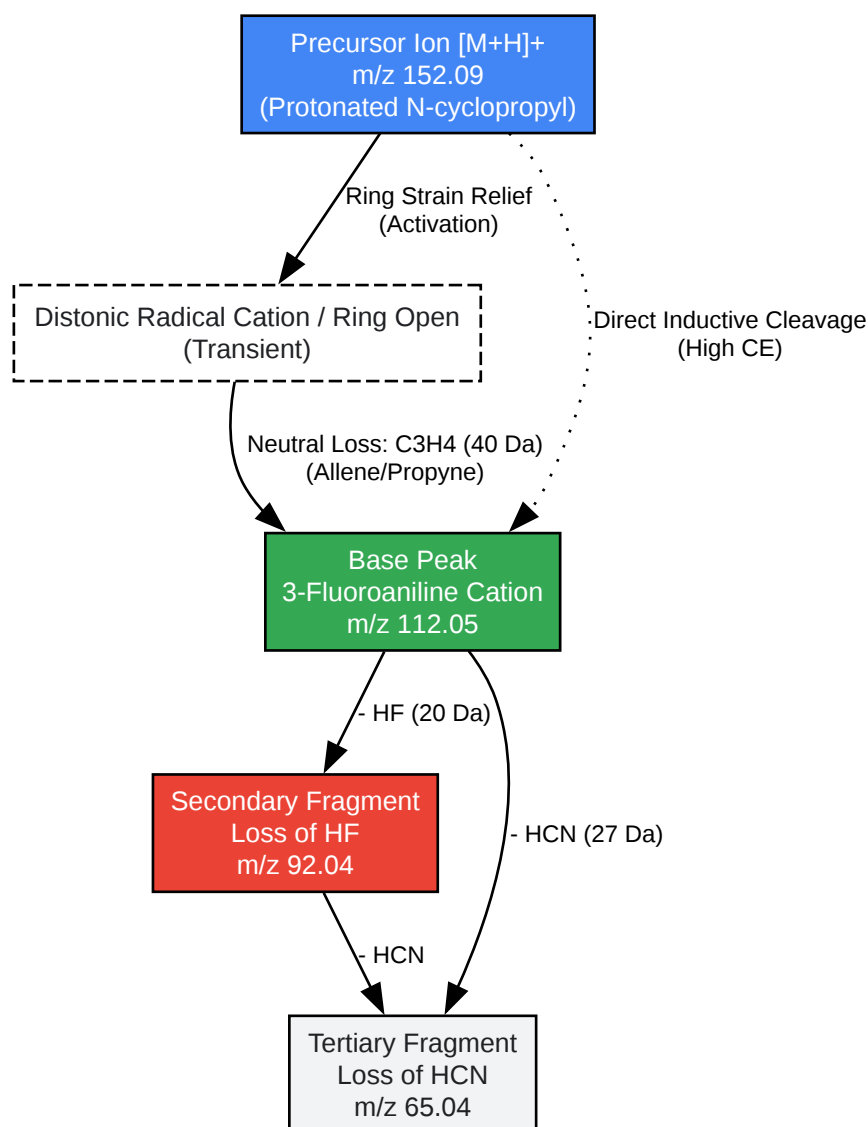 Precursor Ion [M+H]+
m/z 152.09
(Protonated N-cyclopropyl)
Ring Strain Relief
(Activation)
Distonic Radical Cation / Ring Open
(Transient)
Direct Inductive Cleavage
(High CE)
Neutral Loss: C3H4 (40 Da)
(Allene/Propyne)
Base Peak
3-Fluoroaniline Cation
m/z 112.05
- HF (20 Da)
Secondary Fragment
Loss of HF
m/z 92.04
- HCN (27 Da)
- HCN
Tertiary Fragment
Loss of HCN
m/z 65.04